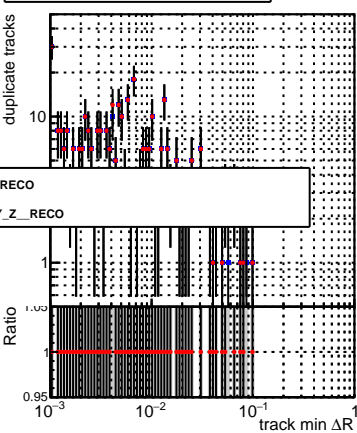 duplicate tracks
10
RECO
_Z__RECO
1
Ratio
1.05
1
0.95
10⁻³
10⁻²
10⁻¹
1
track min ΔR